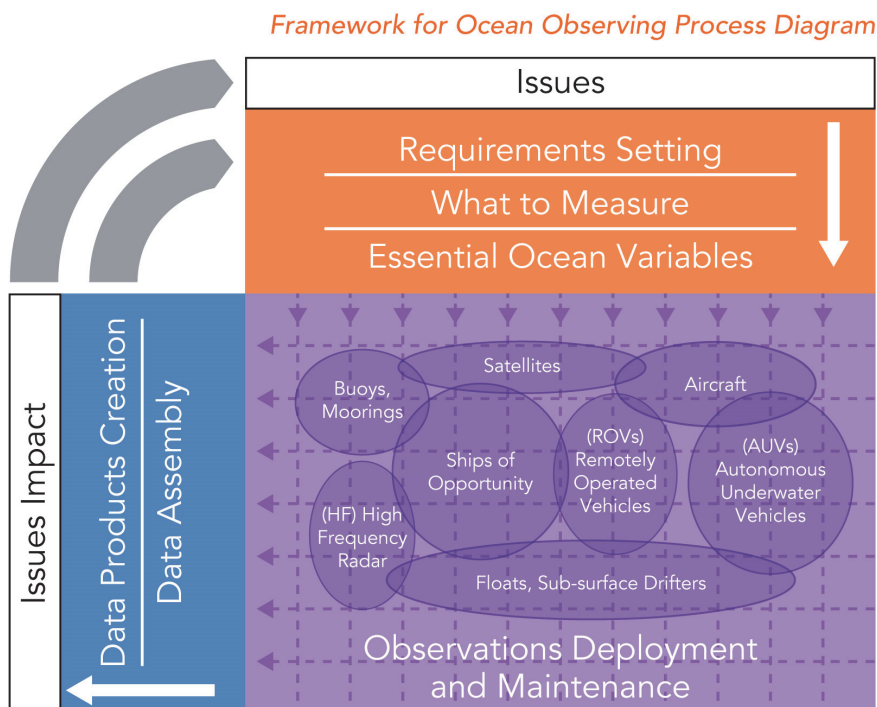 Framework for Ocean Observing Process Diagram
Issues
Requirements Setting
What to Measure
Essential Ocean Variables
Issues Impact
Data Products Creation
Data Assembly
Satellites
Aircraft
Buoys,
Moorings
Ships of
Opportunity
(ROVs)
Remotely
Operated
Vehicles
(AUVs)
Autonomous
Underwater
Vehicles
(HF) High
Frequency
Radar
Floats, Sub-surface Drifters
Observations Deployment
and Maintenance